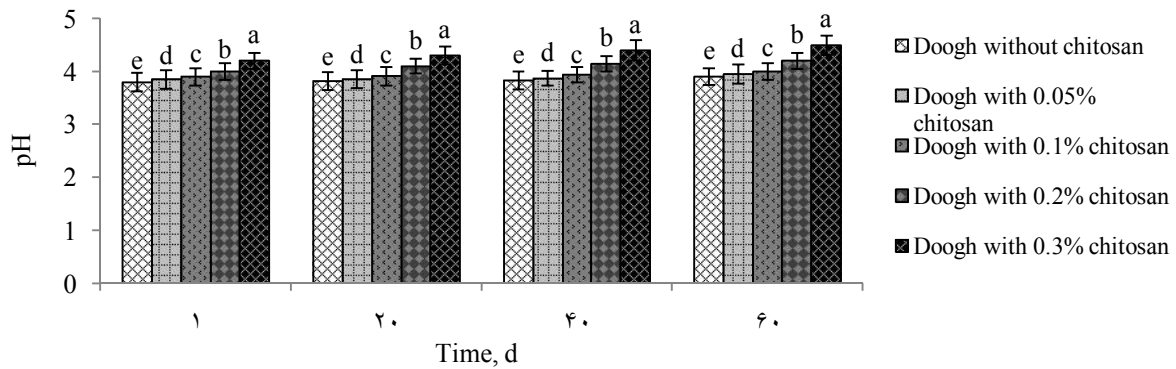 pH
5
4
3
2
1
0
e d c b a
e d c b a
e d c b a
e d c b a
۱ ۲۰ ۴۰ ۶۰
Time, d
Doogh without chitosan
Doogh with 0.05%
chitosan
Doogh with 0.1% chitosan
Doogh with 0.2% chitosan
Doogh with 0.3% chitosan